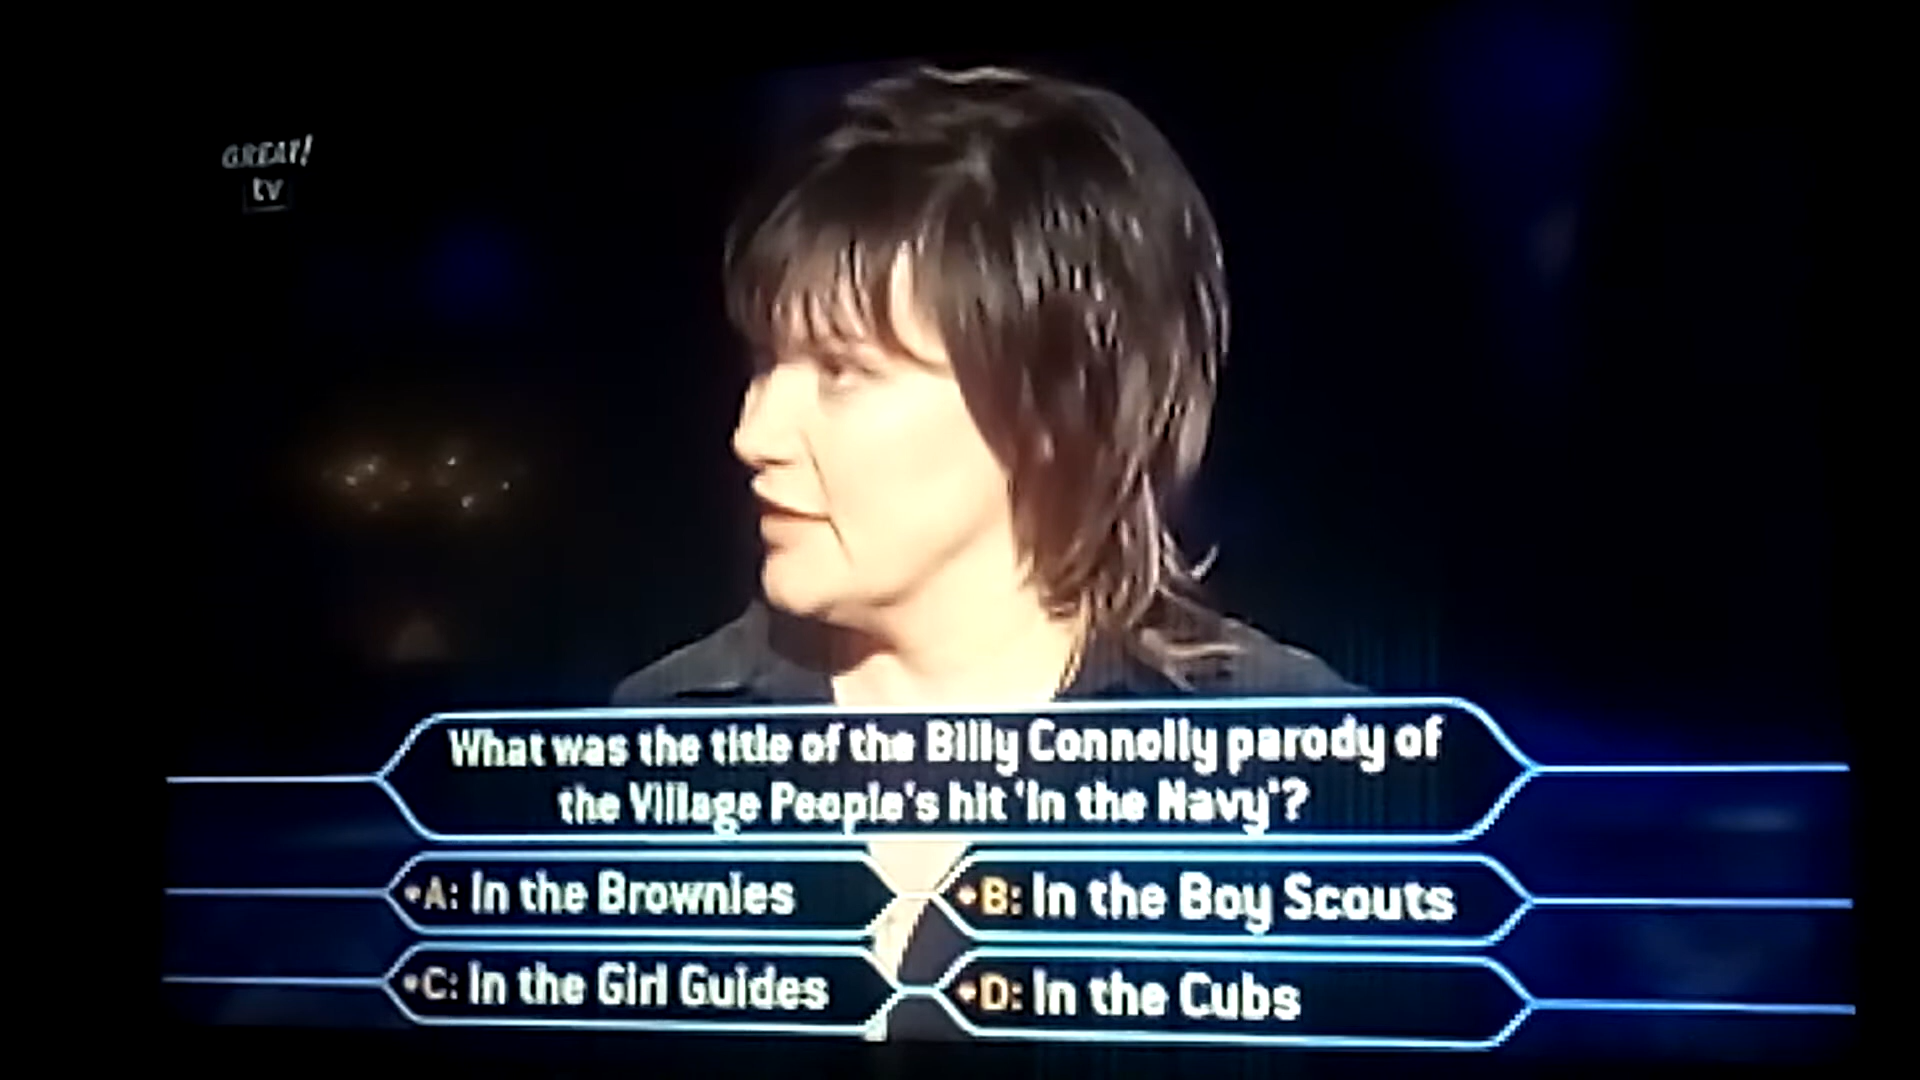 GREAT!
tv
What was the title of the Billy Connolly parody of
the Village People's hit 'In the Navy'?
•A: In the Brownies
•B: In the Boy Scouts
•C: In the Girl Guides
•D: In the Cubs